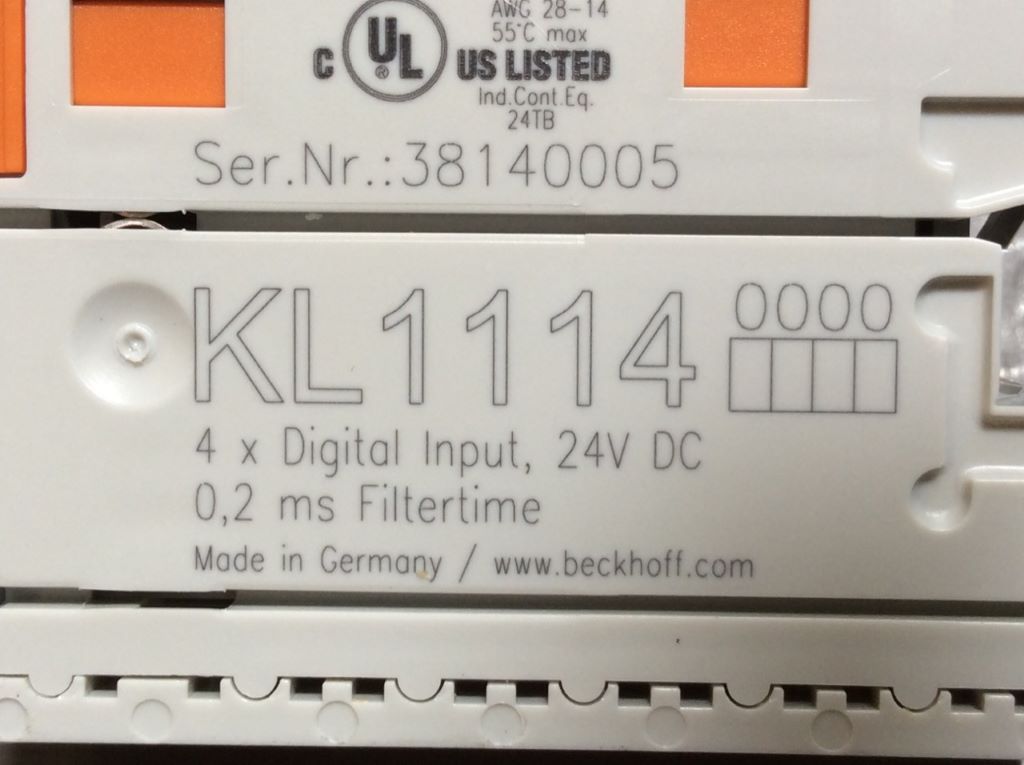 AWG 28-14
55°C max
C UL ® US LISTED
Ind.Cont.Eq.
24TB
Ser.Nr.:38140005
KL1114 0000
4 x Digital Input, 24V DC
0,2 ms Filtertime
Made in Germany / www.beckhoff.com